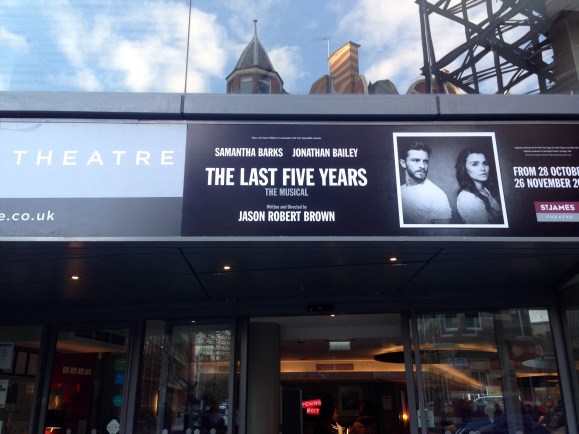 THEATRE
e.co.uk
SAMANTHA BARKS JONATHAN BAILEY
THE LAST FIVE YEARS
THE MUSICAL
Written and Directed by
JASON ROBERT BROWN
FROM 28 OCTOB
26 NOVEMBER 2
ST.JAMES
THEATRE